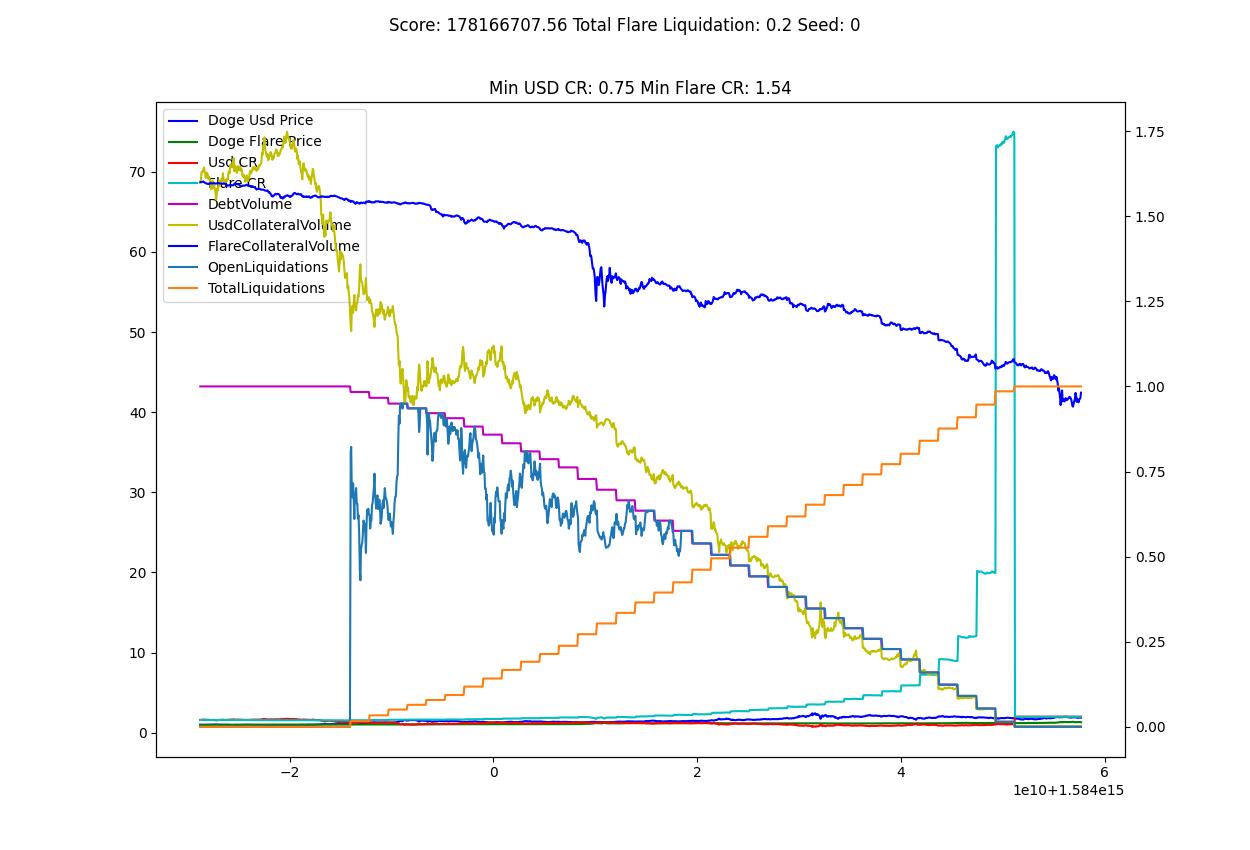 Score: 178166707.56 Total Flare Liquidation: 0.2 Seed: 0
Min USD CR: 0.75 Min Flare CR: 1.54
Doge Usd Price
Doge Flare Price
Usd CR
Flare CR
DebtVolume
UsdCollateralVolume
FlareCollateralVolume
OpenLiquidations
TotalLiquidations
70
60
50
40
30
20
10
0
1.75
1.50
1.25
1.00
0.75
0.50
0.25
0.00
−2
0
2
4
6
1e10+1.584e15